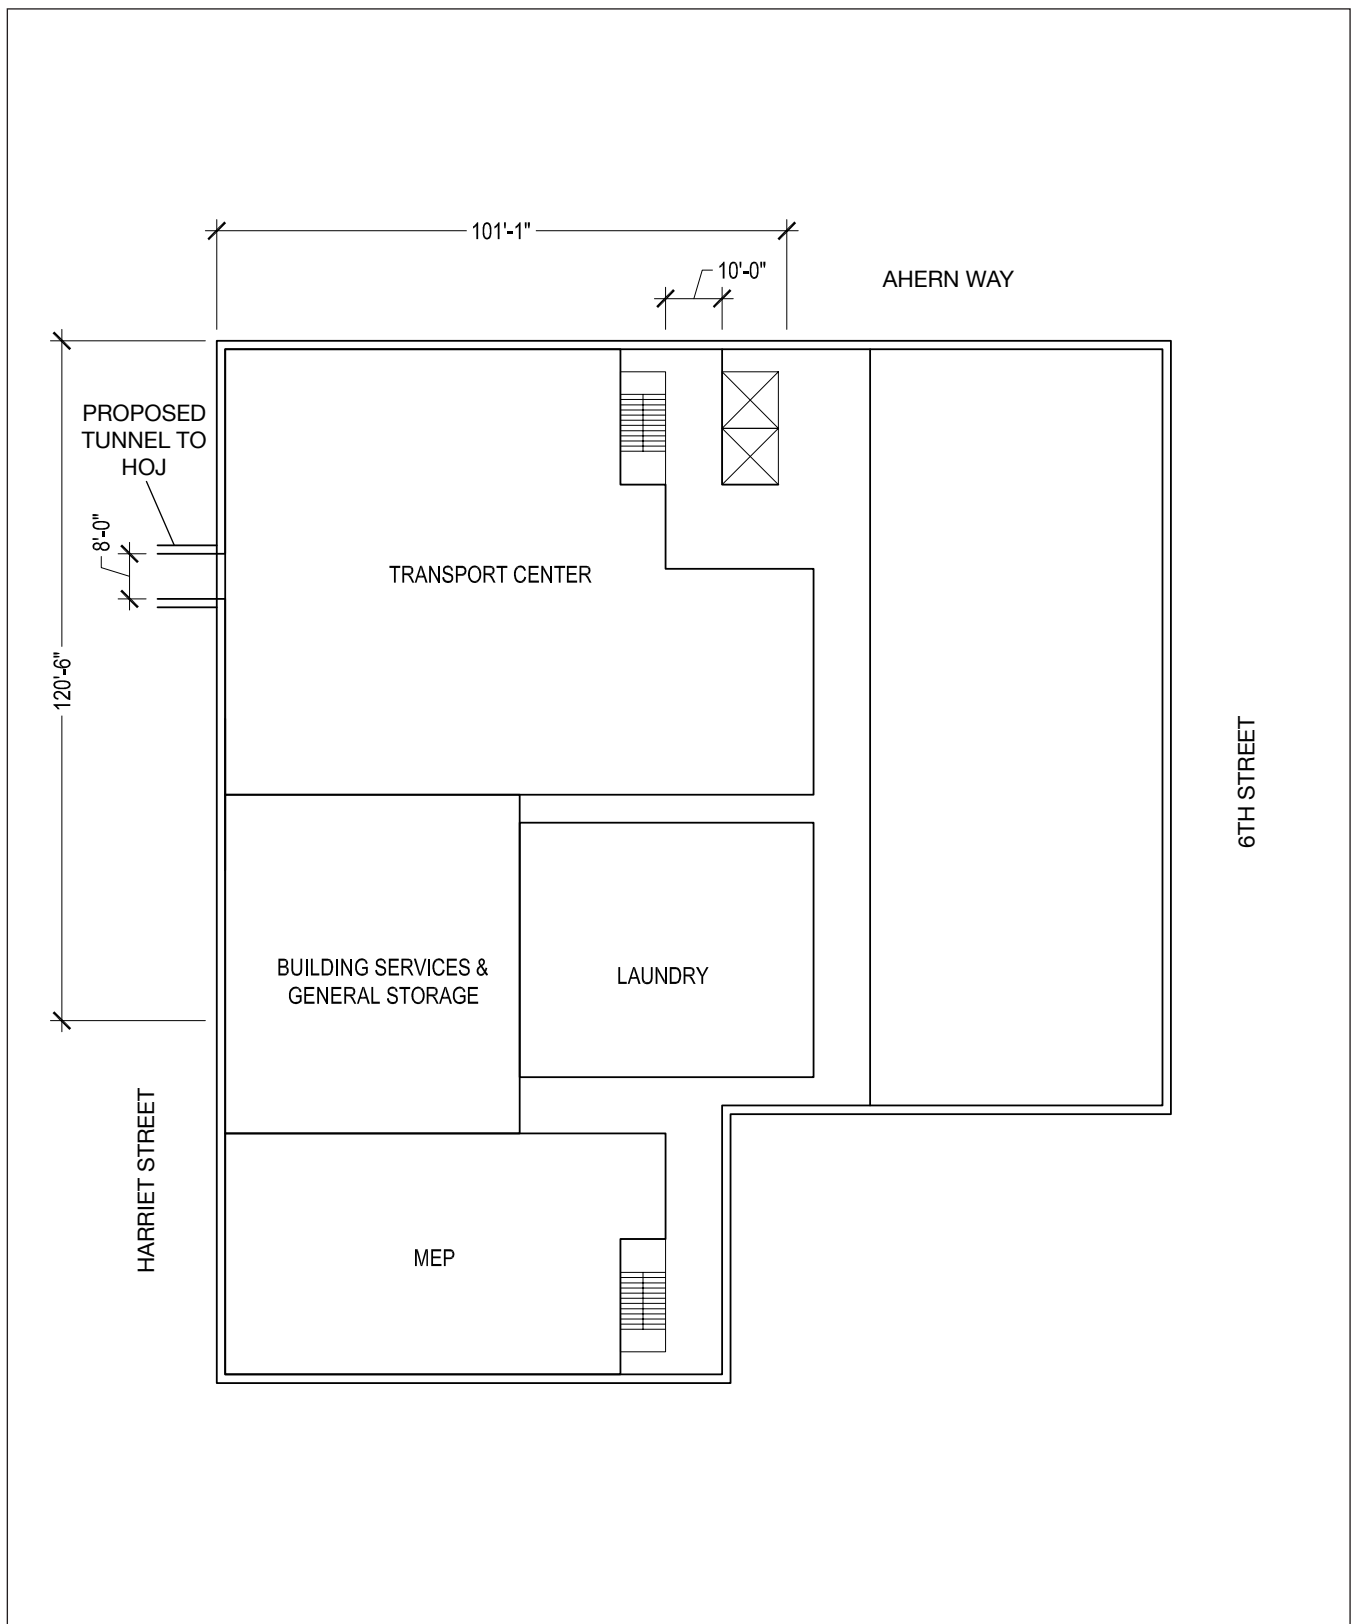 101'-1"
10'-0"
AHERN WAY
PROPOSED
TUNNEL TO
HOJ
8'-0"
TRANSPORT CENTER
120'-6"
6TH STREET
BUILDING SERVICES &
GENERAL STORAGE
LAUNDRY
HARRIET STREET
MEP